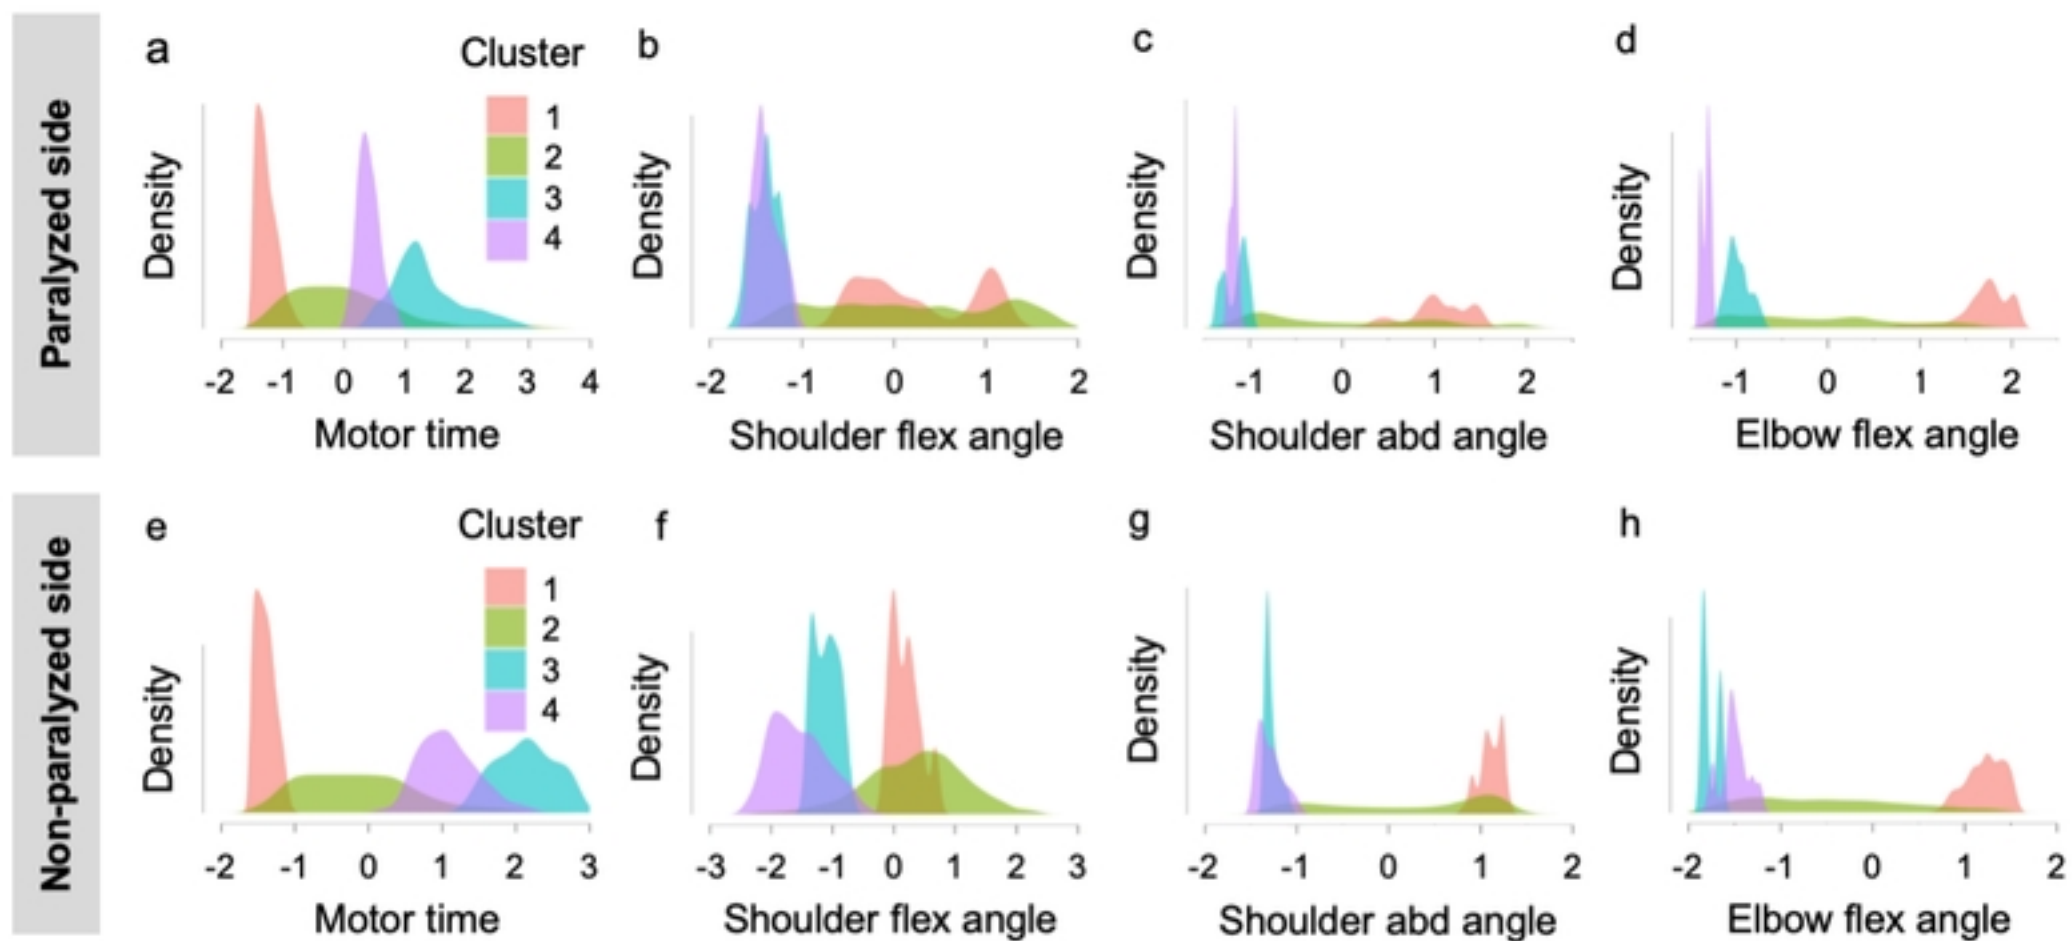 Paralyzed side
a
Cluster
1
2
3
4
Density
-2 -1 0 1 2 3 4
Motor time
b
Density
-2 -1 0 1 2
Shoulder flex angle
c
Density
-1 0 1 2
Shoulder abd angle
d
Density
-1 0 1 2
Elbow flex angle
Non-paralyzed side
e
Cluster
1
2
3
4
Density
-2 -1 0 1 2 3
Motor time
f
Density
-3 -2 -1 0 1 2 3
Shoulder flex angle
g
Density
-2 -1 0 1 2
Shoulder abd angle
h
Density
-2 -1 0 1 2
Elbow flex angle